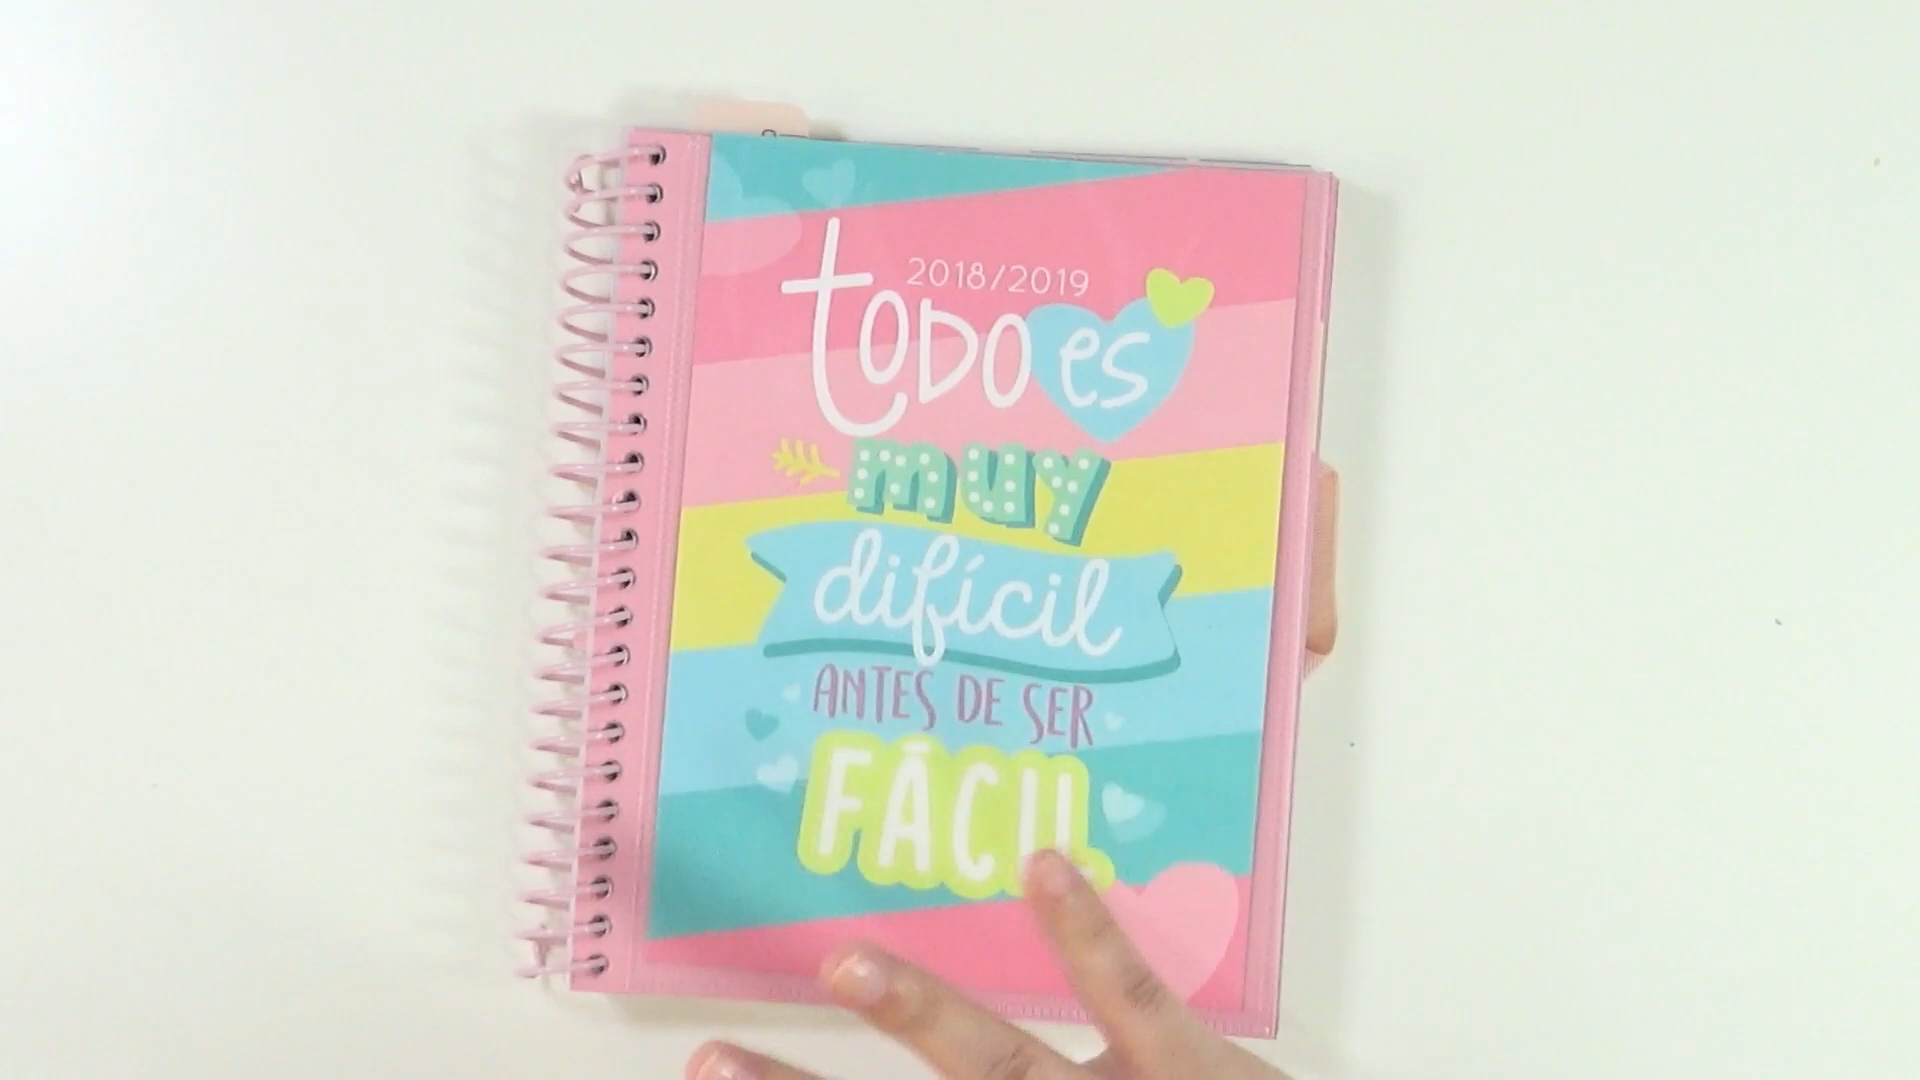 2018/2019
toDo es
muy
difícil
ANTES DE SER
FÁCIL